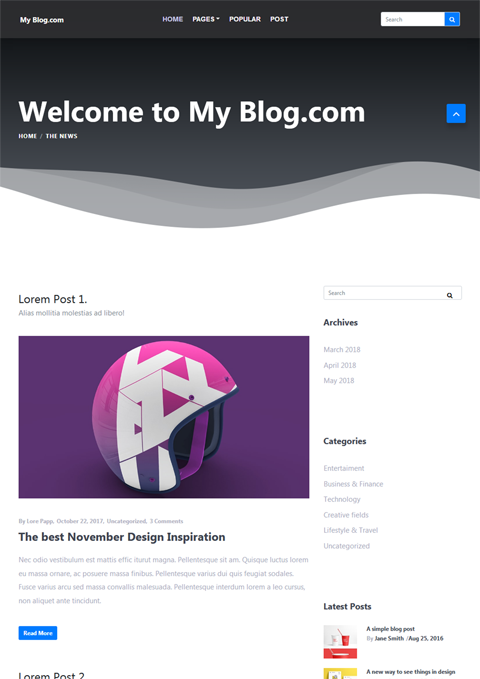 My Blog.com
HOME PAGES POPULAR POST
Search
Welcome to My Blog.com
HOME / THE NEWS
Lorem Post 1.
Alias mollitia molestias ad libero!
By Lore Papp, October 22, 2017, Uncategorized, 3 Comments
The best November Design Inspiration
Nec odio vestibulum est mattis effic iturut magna. Pellentesque sit am. Quisque luctus lorem
eu massa ornare, ac posuere massa finibus. Pellentesque varius dui quis feugiat sodales.
Fusce varius arcu sed massa convallis malesuada. Pellentesque interdum lorem a leo cursus,
non aliquet ante tincidunt.
Read More
Lorem Post 2.
Search
Archives
March 2018
April 2018
May 2018
Categories
Entertaiment
Business & Finance
Technology
Creative fields
Lifestyle & Travel
Uncategorized
Latest Posts
A simple blog post
By Jane Smith /Aug 25, 2016
A new way to see things in design